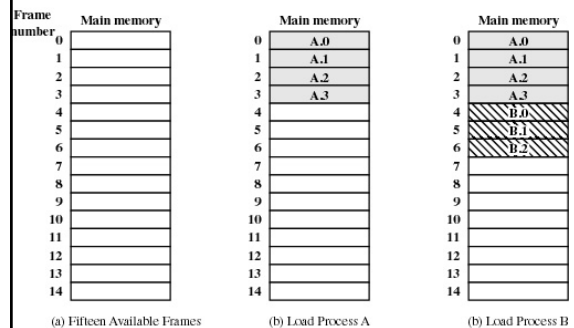 Frame
number
Main memory
0
1
2
3
4
5
6
7
8
9
10
11
12
13
14
(a) Fifteen Available Frames
Main memory
0 A.0
1 A.1
2 A.2
3 A.3
4
5
6
7
8
9
10
11
12
13
14
(b) Load Process A
Main memory
0 A.0
1 A.1
2 A.2
3 A.3
4 B.0
5 B.1
6 B.2
7
8
9
10
11
12
13
14
(b) Load Process B